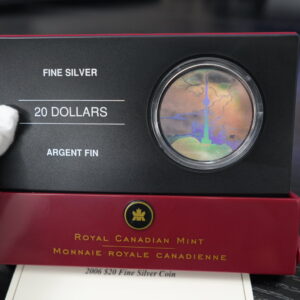 FINE SILVER
20 DOLLARS
ARGENT FIN
ROYAL CANADIAN MINT
MONNAIE ROYALE CANADIENNE
2006 $20 Fine Silver Coin